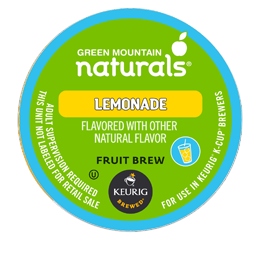 GREEN MOUNTAIN
naturals®
LEMONADE
FLAVORED WITH OTHER
NATURAL FLAVOR
FRUIT BREW
U
KEURIG
BREWED®
ADULT SUPERVISION REQUIRED
THIS UNIT NOT LABELED FOR RETAIL SALE
FOR USE IN KEURIG® K-CUP® BREWERS